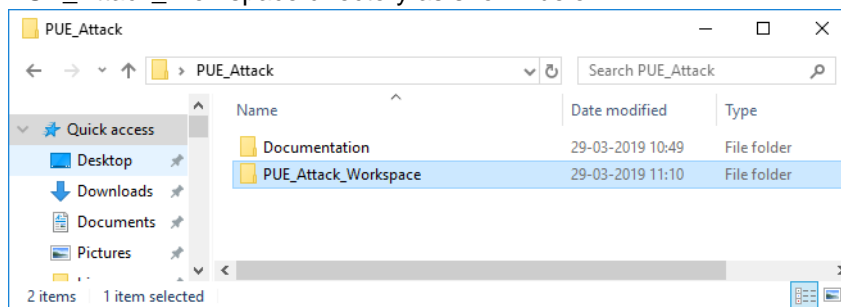 PUE_Attack
PUE_Attack
Search PUE_Attack
Name
Date modified
Type
Quick access
Desktop
Documentation
29-03-2019 10:49
File folder
PUE_Attack_Workspace
29-03-2019 11:10
File folder
Downloads
Documents
Pictures
2 items
1 item selected